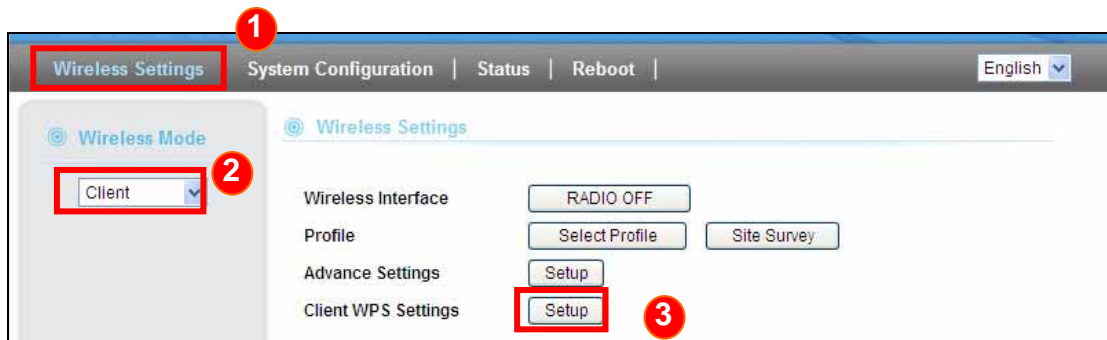 1
Wireless Settings System Configuration | Status | Reboot | English
Wireless Mode
Client
2
Wireless Settings
Wireless Interface RADIO OFF
Profile Select Profile Site Survey
Advance Settings Setup
Client WPS Settings Setup
3